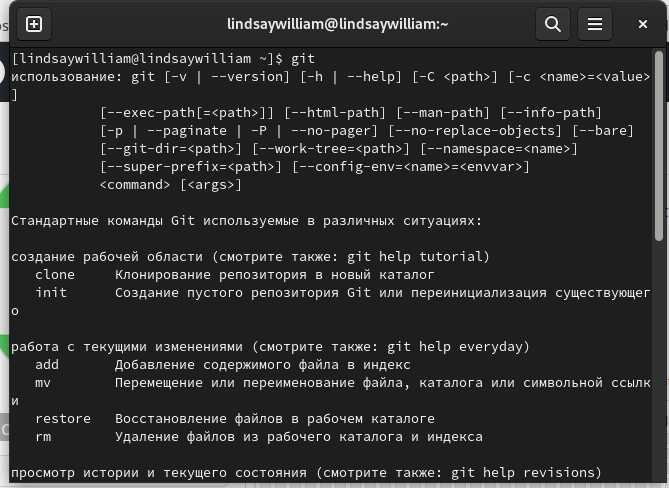 lindsaywilliam@lindsaywilliam:~
[lindsaywilliam@lindsaywilliam ~]$ git
использование: git [-v | --version] [-h | --help] [-C <path>] [-c <name>=<value>
]
[--exec-path[=<path>]] [--html-path] [--man-path] [--info-path]
[-p | --paginate | -P | --no-pager] [--no-replace-objects] [--bare]
[--git-dir=<path>] [--work-tree=<path>] [--namespace=<name>]
[--super-prefix=<path>] [--config-env=<name>=<envvar>]
<command> [<args>]
Стандартные команды Git используемые в различных ситуациях:
создание рабочей области (смотрите также: git help tutorial)
clone Клонирование репозитория в новый каталог
init Создание пустого репозитория Git или переинициализация существующег
о
работа с текущими изменениями (смотрите также: git help everyday)
add Добавление содержимого файла в индекс
mv Перемещение или переименование файла, каталога или символьной ссылк
и
restore Восстановление файлов в рабочем каталоге
rm Удаление файлов из рабочего каталога и индекса
просмотр истории и текущего состояния (смотрите также: git help revisions)